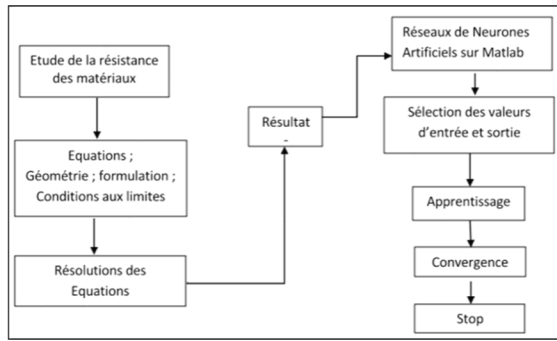 Etude de la résistance
des matériaux
Equations ;
Géométrie ; formulation ;
Conditions aux limites
Résolutions des
Equations
Résultat
-
Réseaux de Neurones
Artificiels sur Matlab
Sélection des valeurs
d'entrée et sortie
Apprentissage
Convergence
Stop